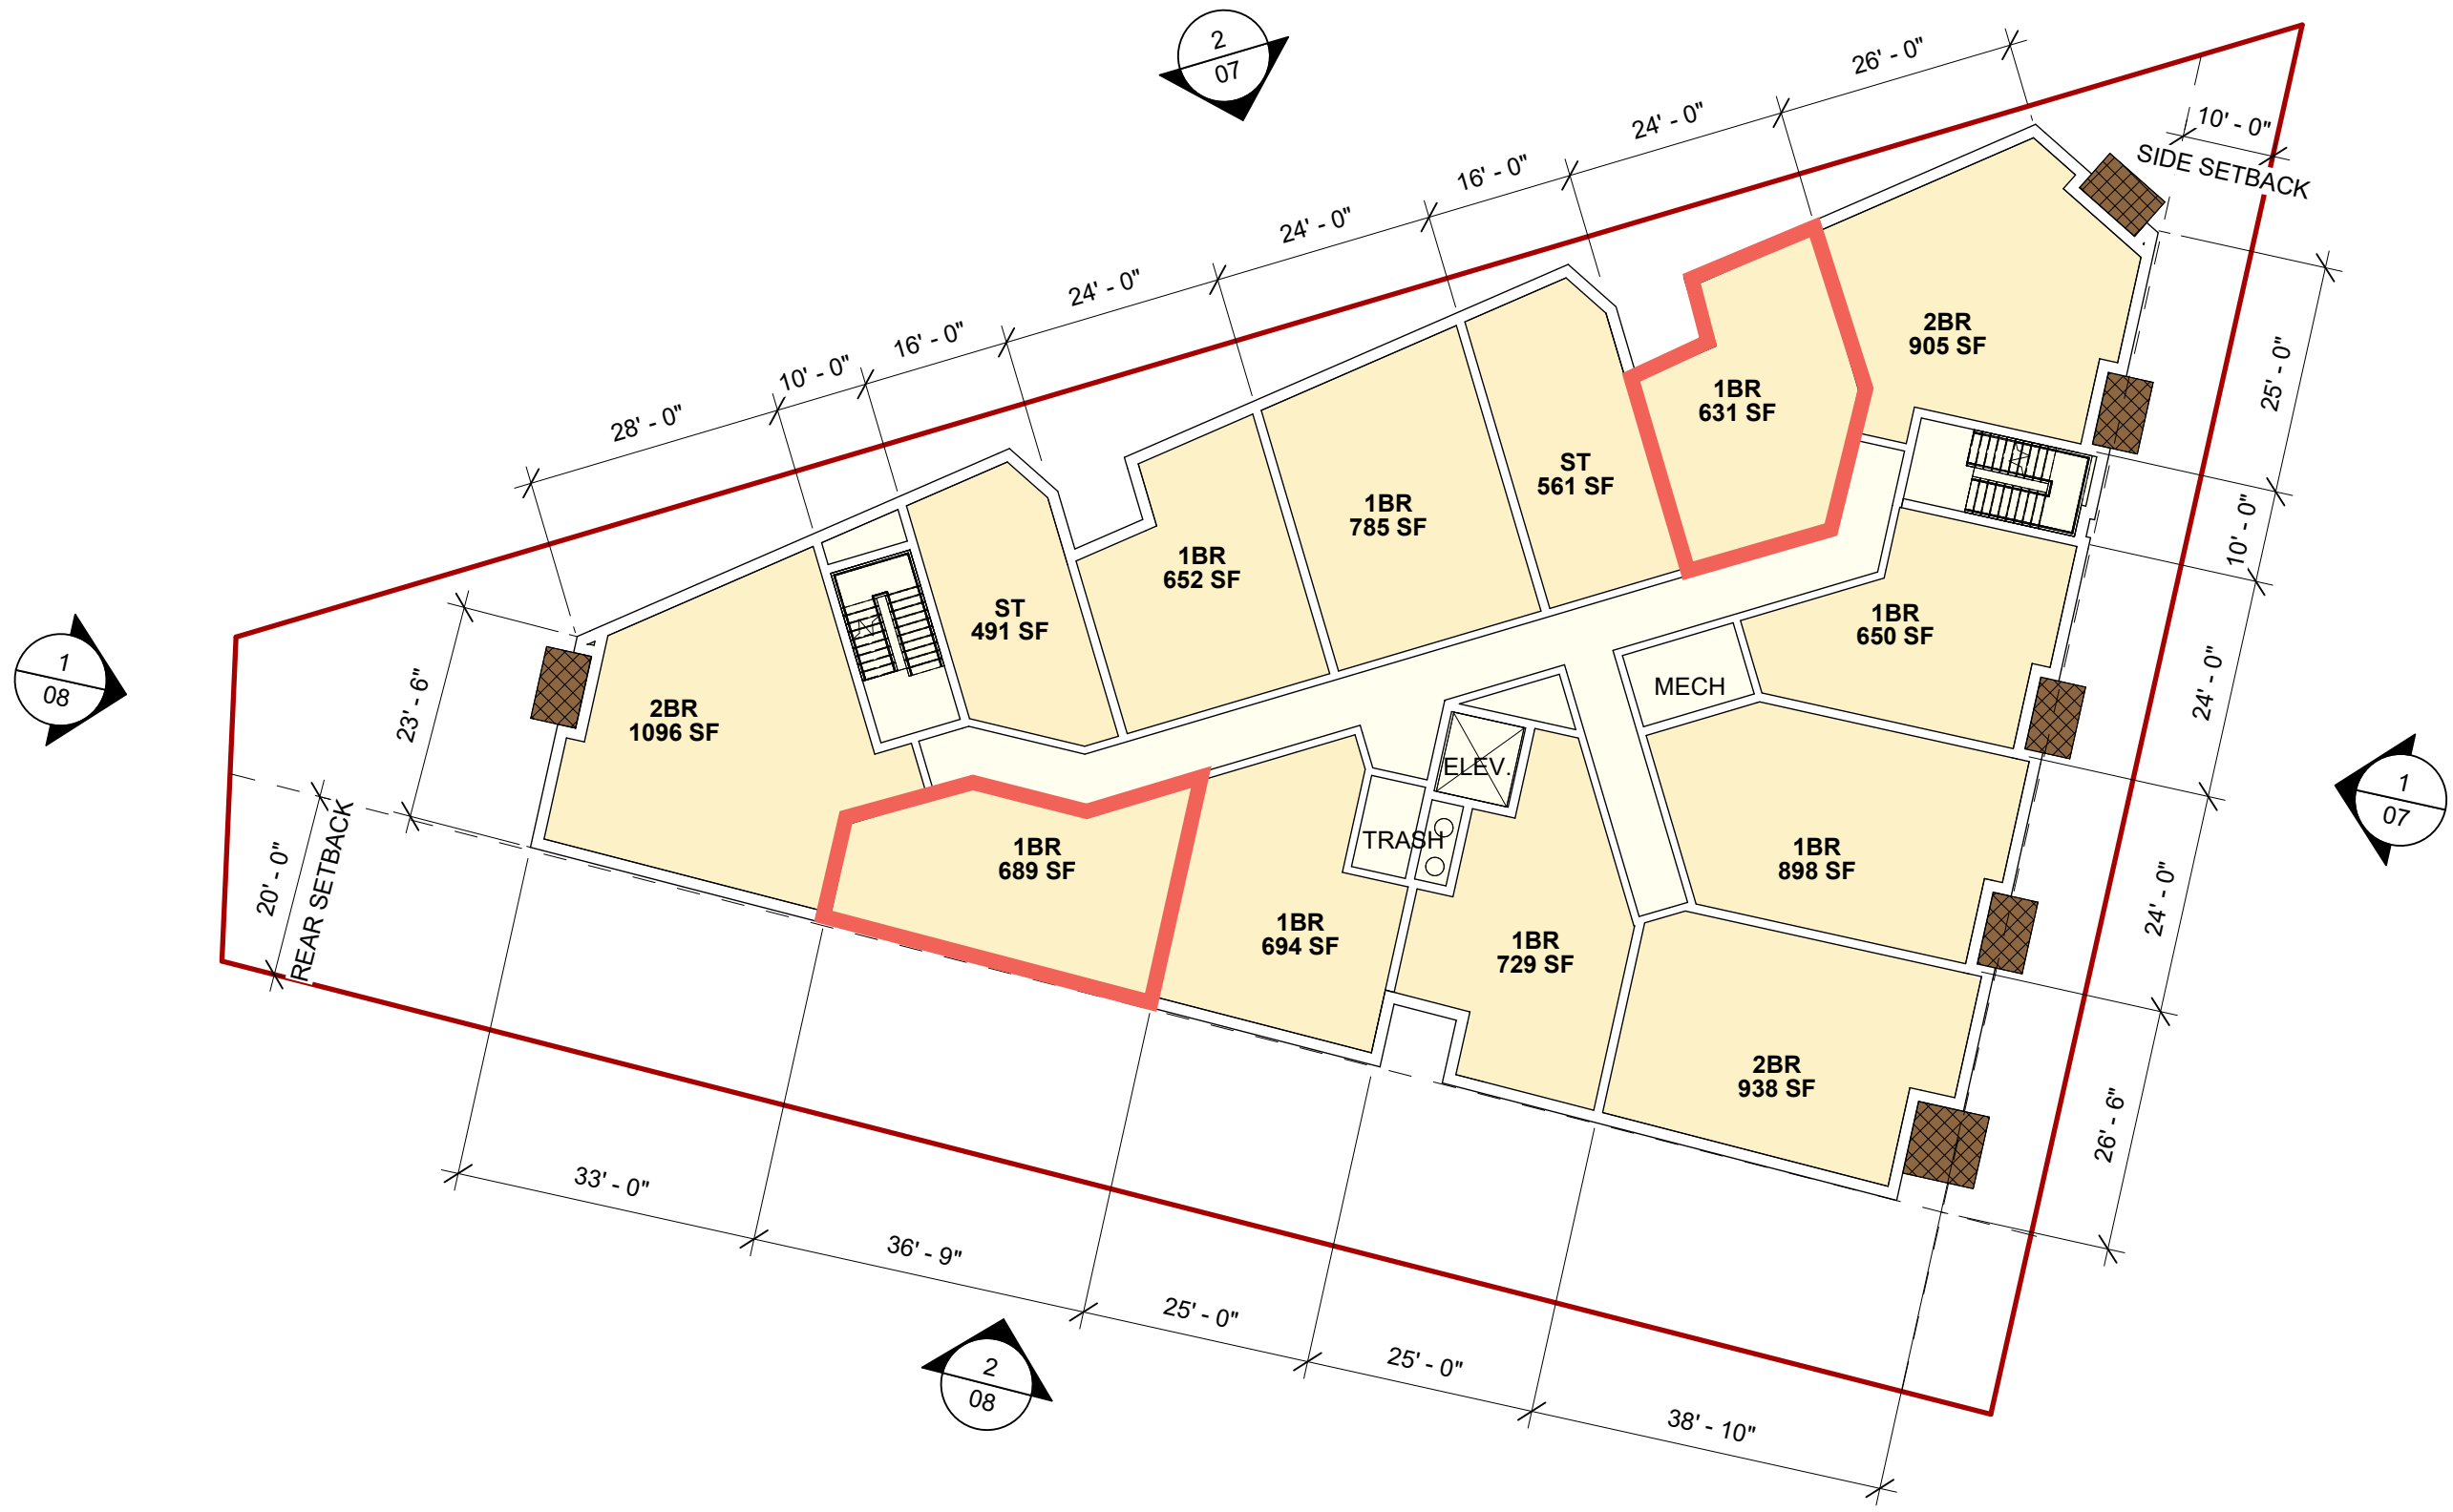 2
07
26' - 0"
24' - 0"
16' - 0"
24' - 0"
24' - 0"
16' - 0"
10' - 0"
28' - 0"
10' - 0"
SIDE SETBACK
25' - 0"
10' - 0"
24' - 0"
24' - 0"
26' - 6"
1
08
23' - 6"
20' - 0"
REAR SETBACK
2BR
905 SF
1BR
631 SF
ST
561 SF
1BR
785 SF
1BR
652 SF
ST
491 SF
2BR
1096 SF
1BR
650 SF
MECH
ELEV.
TRASH
1BR
689 SF
1BR
694 SF
1BR
729 SF
1BR
898 SF
2BR
938 SF
1
07
33' - 0"
36' - 9"
25' - 0"
25' - 0"
38' - 10"
2
08